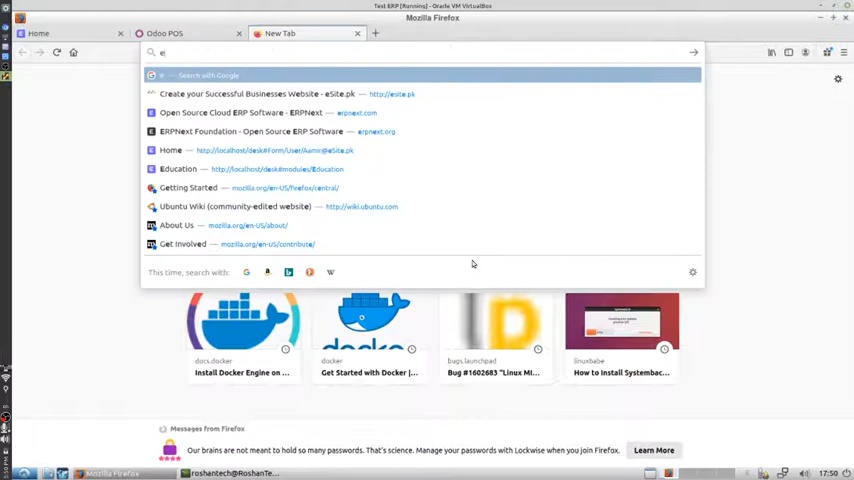 Test ERP [Running] - Oracle VM VirtualBox
Mozilla Firefox
Home
Odoo POS
New Tab
e
e — Search with Google
Create your Successful Businesses Website - eSite.pk — http://esite.pk
Open Source Cloud ERP Software - ERPNext — erpnext.com
ERPNext Foundation - Open Source ERP Software — erpnext.org
Home — http://localhost/desk#Form/User/Aamir@eSite.pk
Education — http://localhost/desk#modules/Education
Getting Started — mozilla.org/en-US/firefox/central/
Ubuntu Wiki (community-edited website) — http://wiki.ubuntu.com
About Us — mozilla.org/en-US/about/
Get Involved — mozilla.org/en-US/contribute/
This time, search with:
docs.docker
Install Docker Engine on ...
docker
Get Started with Docker |...
bugs.launchpad
Bug #1602683 "Linux MI...
linuxbabe
How to Install Systemback...
Messages from Firefox
Our brains are not meant to hold so many passwords. That's science. Manage your passwords with Lockwise when you join Firefox.
Learn More
Mozilla Firefox
roshantech@RoshanTe...
17:50